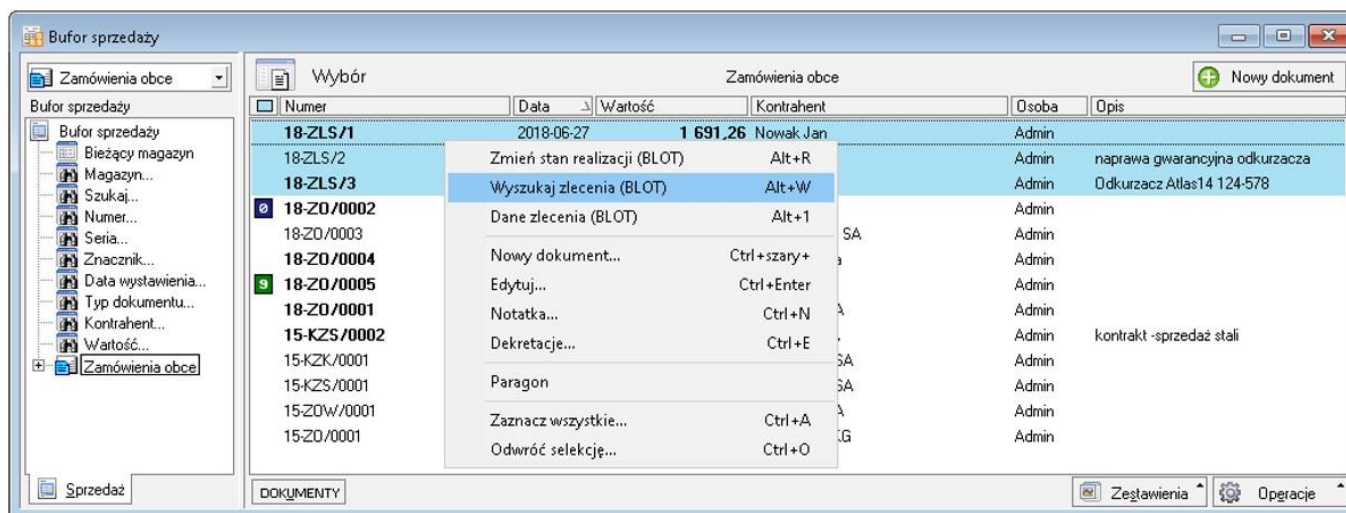 Bufor sprzedaży
Zamówienia obce
Wybór
Zamówienia obce
Nowy dokument
Bufor sprzedaży
Numer Data Wartość Kontrahent Osoba Opis
Bufor sprzedaży
Bieżący magazyn
Magazyn...
Szukaj...
Numer...
Seria...
Znacznik...
Data wystawienia...
Typ dokumentu...
Kontrahent...
Wartość...
Zamówienia obce
Sprzedaż
18-ZLS/1 2018-06-27 1 691,26 Nowak Jan Admin
18-ZLS/2 Admin naprawa gwarancyjna odkurzacza
18-ZLS/3 Admin Odkurzacz Atlas14 124-578
0 18-ZO/0002 Admin
18-ZO/0003 SA Admin
18-ZO/0004 Admin
9 18-ZO/0005 Admin
18-ZO/0001 Admin
15-KZS/0002 Admin kontrakt -sprzedaż stali
15-KZK/0001 SA Admin
15-KZS/0001 SA Admin
15-ZOW/0001 Admin
15-ZO/0001 Admin
Zmień stan realizacji (BLOT) Alt+R
Wyszukaj zlecenia (BLOT) Alt+W
Dane zlecenia (BLOT) Alt+1
Nowy dokument... Ctrl+szary+
Edytuj... Ctrl+Enter
Notatka... Ctrl+N
Dekretacje... Ctrl+E
Paragon
Zaznacz wszystkie... Ctrl+A
Odwróć selekcję... Ctrl+O
DOKUMENTY
Zestawienia
Operacje